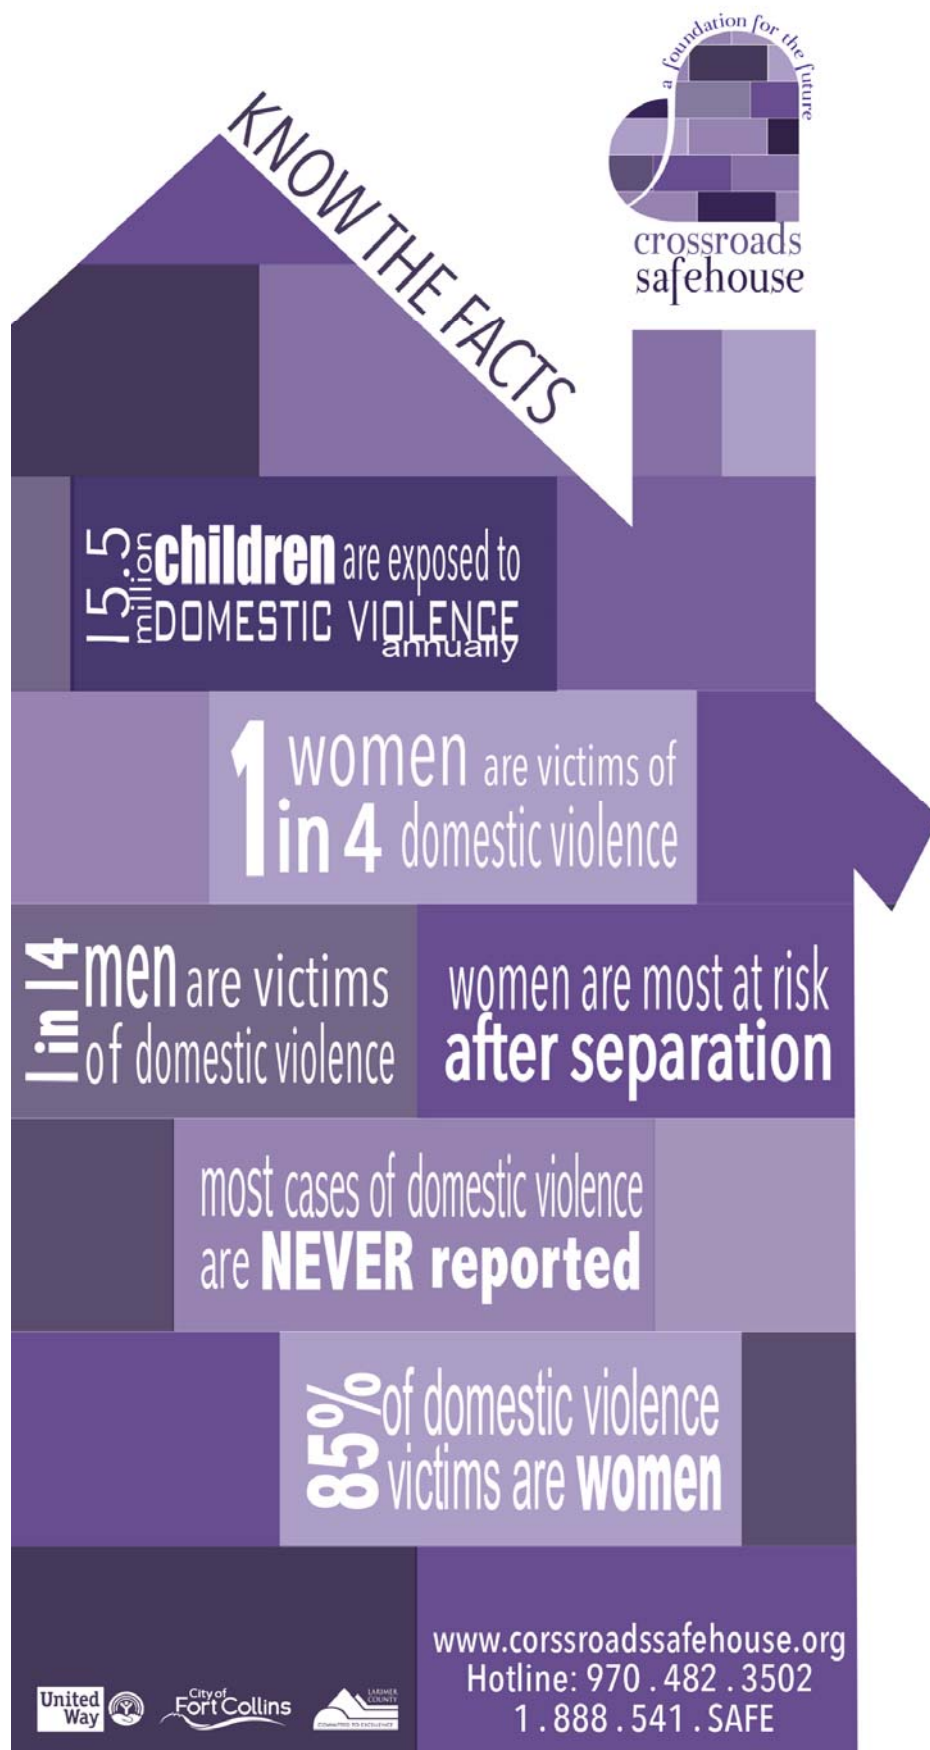 a foundation for the future
crossroads
safehouse
KNOW THE FACTS
15.5
million
children are exposed to
DOMESTIC VIOLENCE
annually
1 women are victims of
in 4 domestic violence
1 in 14
men are victims
of domestic violence
women are most at risk
after separation
most cases of domestic violence
are NEVER reported
85%
of domestic violence
victims are women
www.corssroadssafehouse.org
Hotline: 970 . 482 . 3502
1 . 888 . 541 . SAFE
United
Way
City of
Fort Collins
LARIMER
COUNTY
COMMITTED TO EXCELLENCE